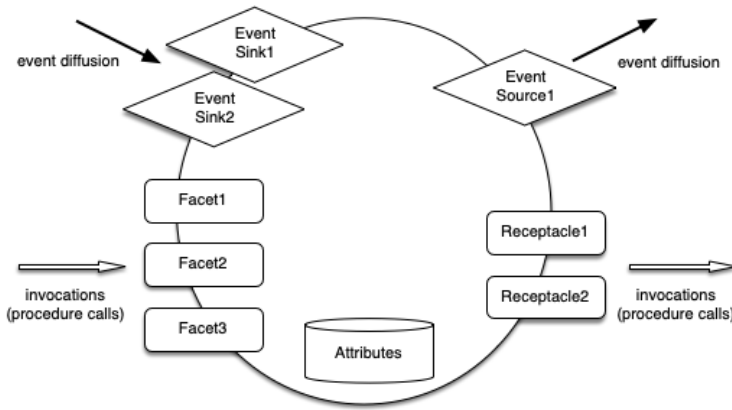 event diffusion
Event
Sink1
Event
Sink2
Event
Source1
event diffusion
Facet1
Facet2
Facet3
invocations
(procedure calls)
Attributes
Receptacle1
Receptacle2
invocations
(procedure calls)